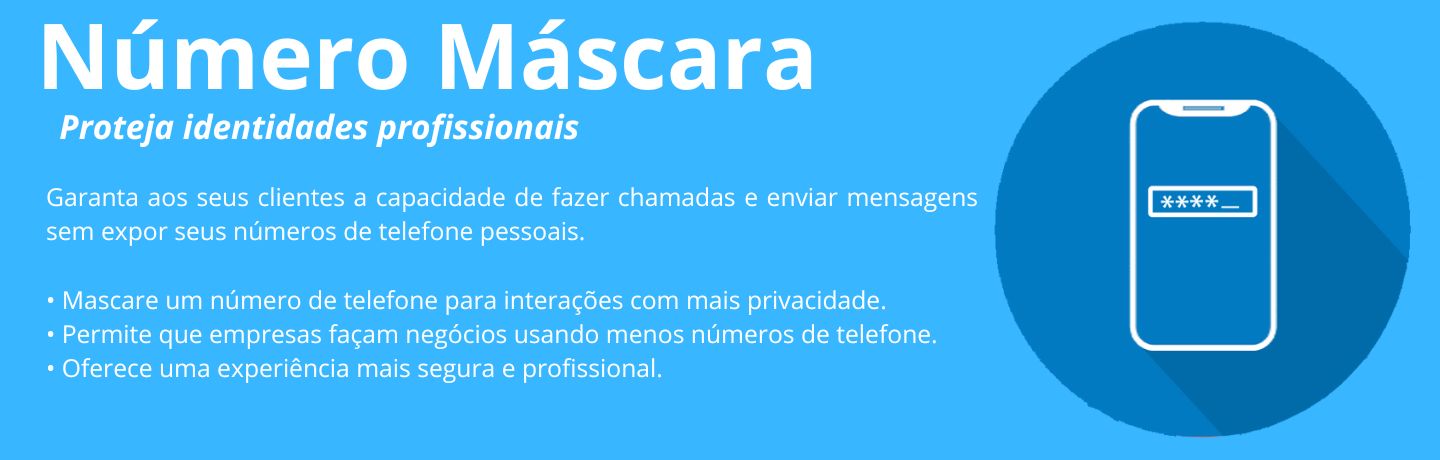 Número Máscara
Proteja identidades profissionais
Garanta aos seus clientes a capacidade de fazer chamadas e enviar mensagens
sem expor seus números de telefone pessoais.
• Mascare um número de telefone para interações com mais privacidade.
• Permite que empresas façam negócios usando menos números de telefone.
• Oferece uma experiência mais segura e profissional.
****_